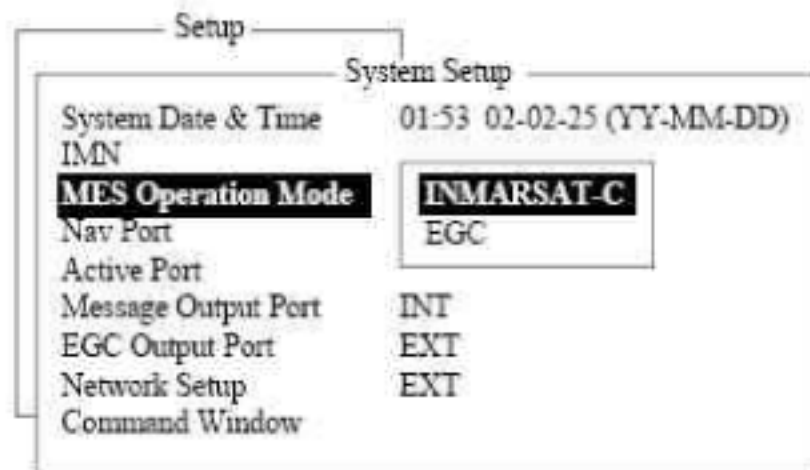 Setup
System Setup
System Date & Time 01:53 02-02-25 (YY-MM-DD)
IMN
MES Operation Mode INMARSAT-C
Nav Port EGC
Active Port
Message Output Port INT
EGC Output Port EXT
Network Setup EXT
Command Window